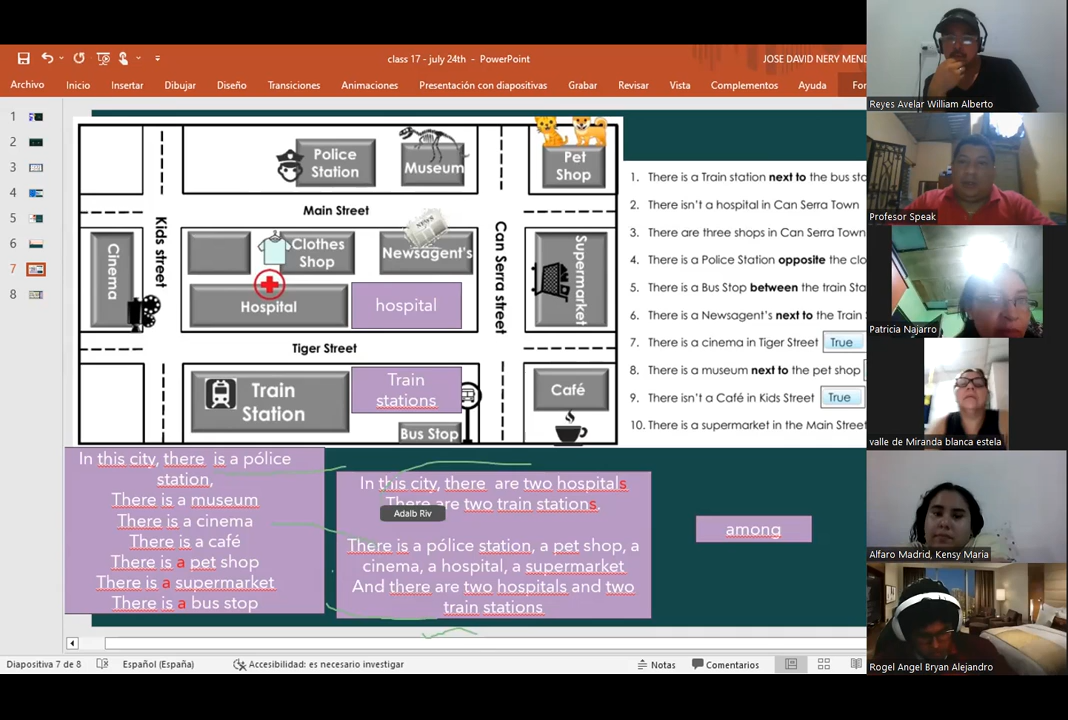 class 17 - july 24th - PowerPoint
JOSE DAVID NERY MEND
Archivo Inicio Insertar Dibujar Diseño Transiciones Animaciones Presentación con diapositivas Grabar Revisar Vista Complementos Ayuda For
1
2
3
4
5
6
7
8
Police
Station
Museum
Pet
Shop
Main Street
Kids street
Can Serra street
Cinema
Clothes
Shop
NEWS
Newsagent's
Supermarket
Hospital
hospital
Tiger Street
Train
Station
Train
stations
Bus Stop
Café
1. There is a Train station next to the bus sta
2. There isn't a hospital in Can Serra Town
3. There are three shops in Can Serra Town
4. There is a Police Station opposite the clo
5. There is a Bus Stop between the train Sta
6. There is a Newsagent's next to the Train
7. There is a cinema in Tiger Street True
8. There is a museum next to the pet shop
9. There isn't a Café in Kids Street True
10. There is a supermarket in the Main Street
In this city, there is a pólice
station,
There is a museum
There is a cinema
There is a café
There is a pet shop
There is a supermarket
There is a bus stop
In this city, there are two hospitals
There are two train stations.
Adalb Riv
There is a pólice station, a pet shop, a
cinema, a hospital, a supermarket
And there are two hospitals and two
train stations
among
Diapositiva 7 de 8 Español (España) Accesibilidad: es necesario investigar Notas Comentarios
Reyes Avelar William Alberto
Profesor Speak
Patricia Najarro
valle de Miranda blanca estela
Alfaro Madrid, Kensy Maria
Rogel Angel Bryan Alejandro